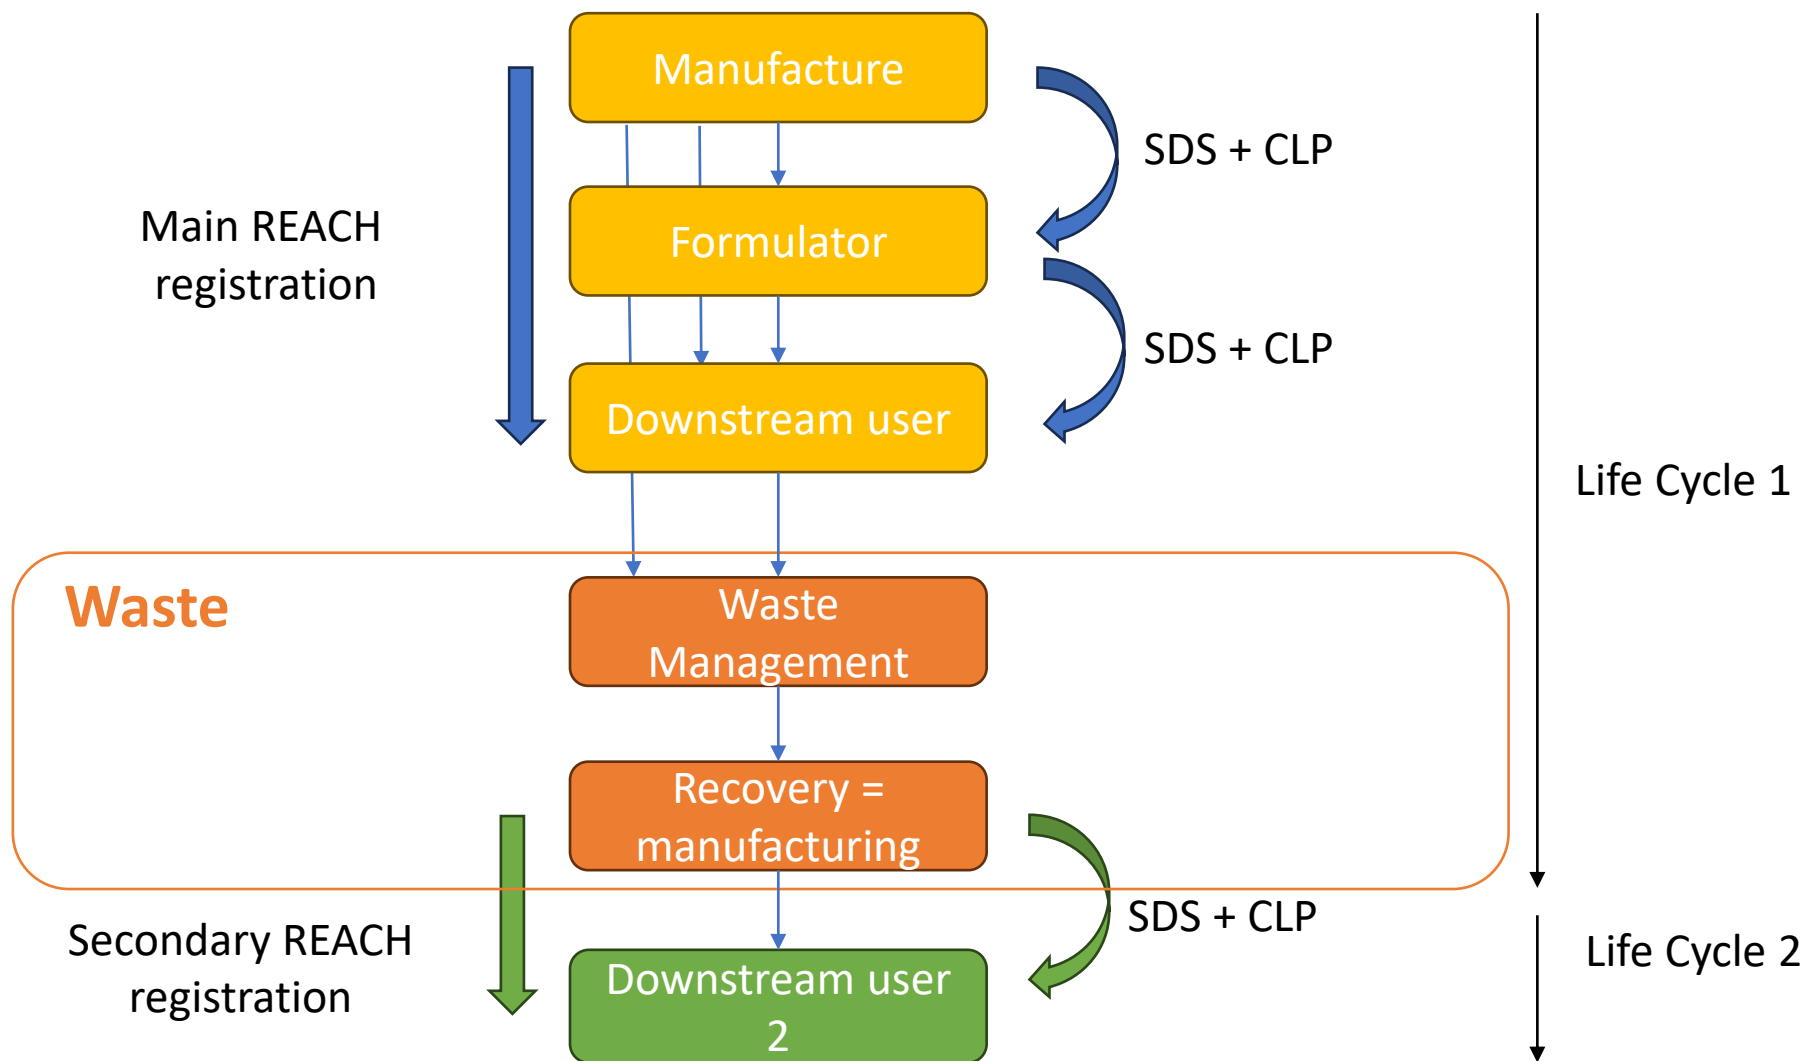 Manufacture
SDS + CLP
Main REACH
registration
Formulator
SDS + CLP
Downstream user
Life Cycle 1
Waste
Waste
Management
Recovery =
manufacturing
SDS + CLP
Secondary REACH
registration
Life Cycle 2
Downstream user
2